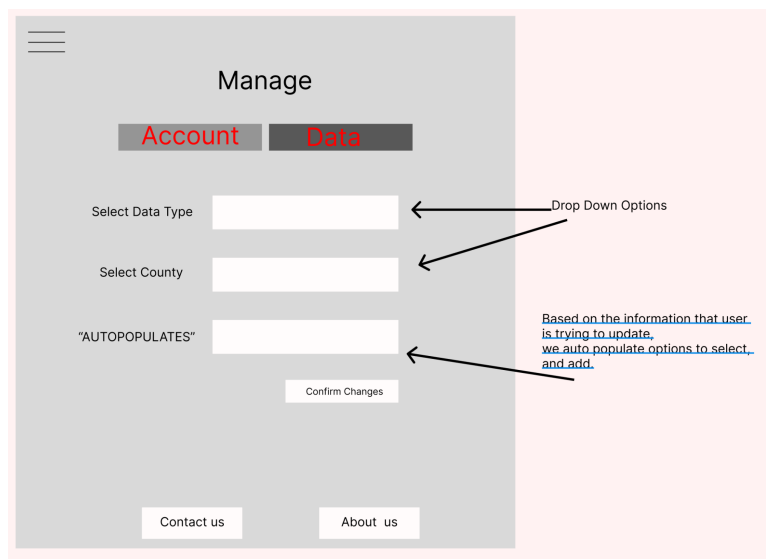 Manage
Account
Data
Select Data Type
Drop Down Options
Select County
“AUTOPOPULATES“
Based on the information that user
is trying to update,
we auto populate options to select,
and add.
Confirm Changes
Contact us
About us